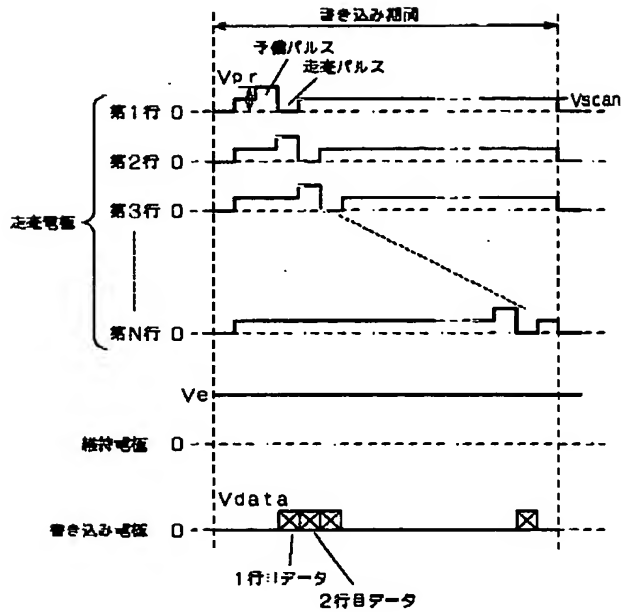 書き込み期間
予備パルス
Vpr
走査パルス
Vscan
第1行 0
第2行 0
第3行 0
走査電極
第N行 0
Ve
維持電極 0
Vdata
書き込み電極 0
1行目データ
2行目データ